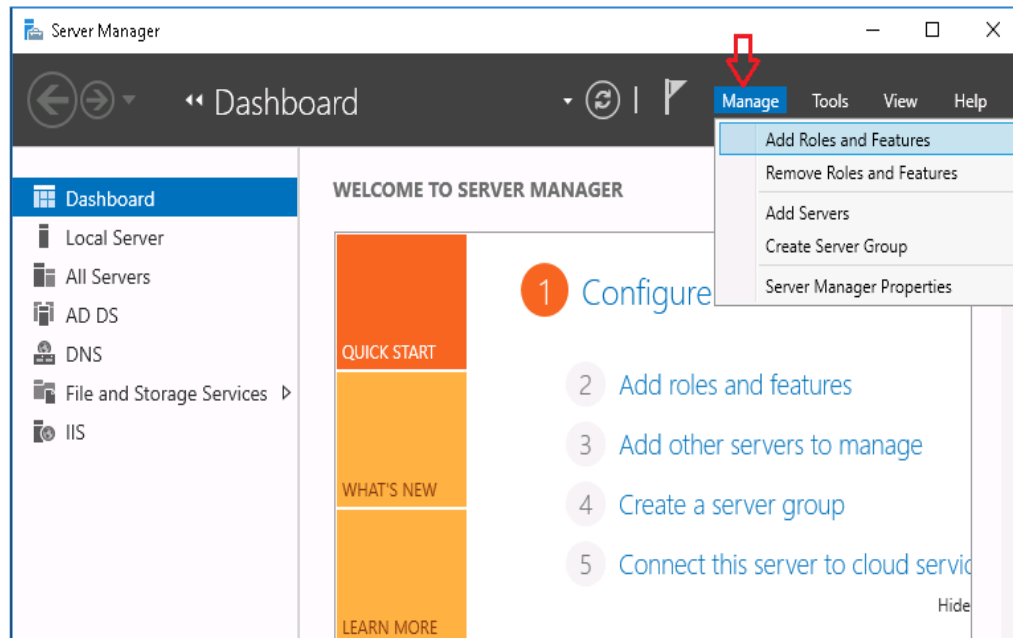 Server Manager
Dashboard
Manage Tools View Help
Add Roles and Features
Remove Roles and Features
Add Servers
Create Server Group
Server Manager Properties
Dashboard
Local Server
All Servers
AD DS
DNS
File and Storage Services
IIS
WELCOME TO SERVER MANAGER
QUICK START
WHAT'S NEW
LEARN MORE
1 Configure
2 Add roles and features
3 Add other servers to manage
4 Create a server group
5 Connect this server to cloud servic
Hide